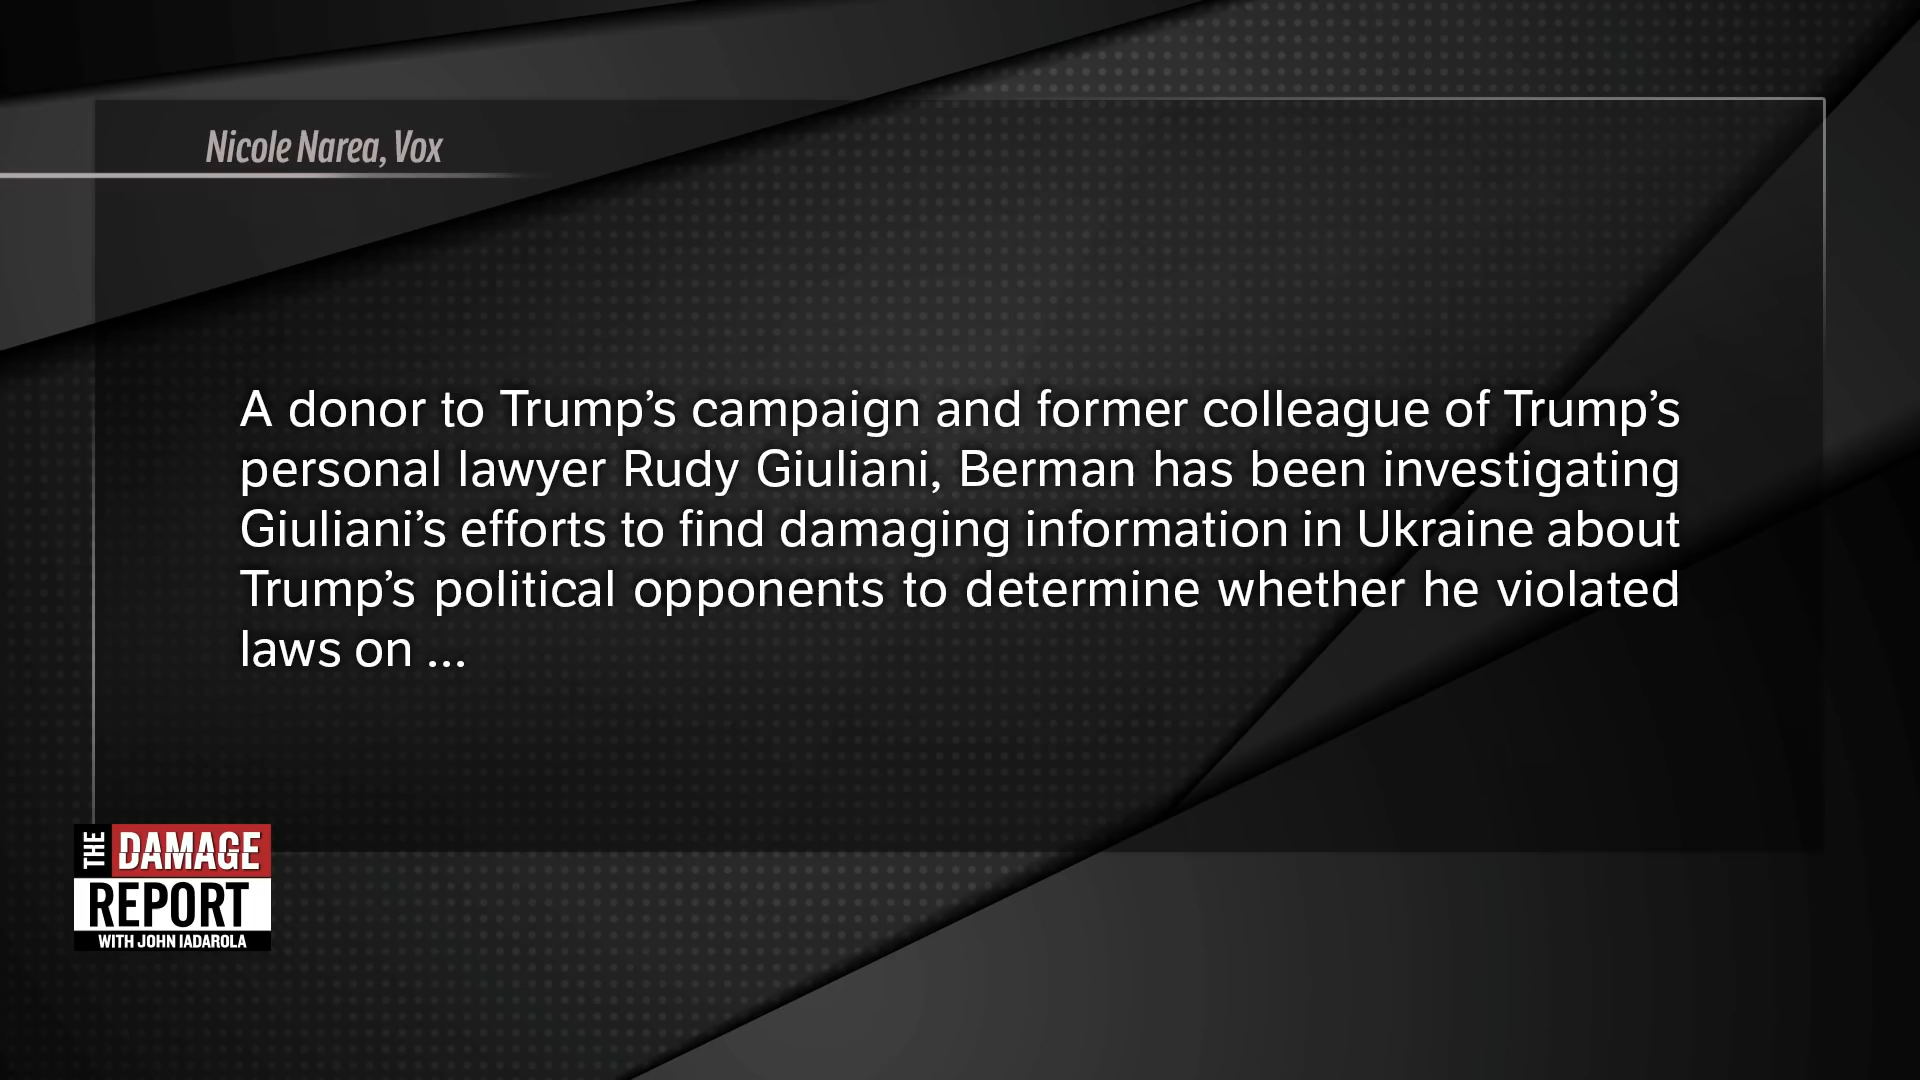 Nicole Narea, Vox
A donor to Trump’s campaign and former colleague of Trump’s
personal lawyer Rudy Giuliani, Berman has been investigating
Giuliani’s efforts to find damaging information in Ukraine about
Trump’s political opponents to determine whether he violated
laws on ...
THE DAMAGE
REPORT
WITH JOHN IADAROLA